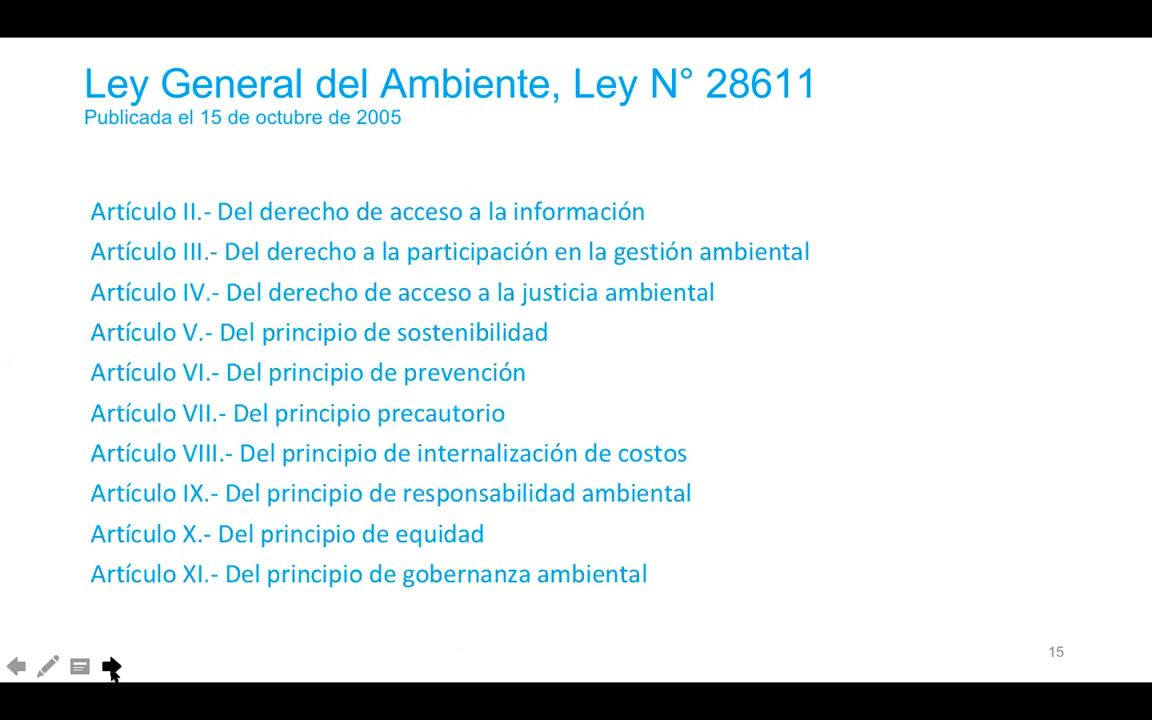 Ley General del Ambiente, Ley N° 28611
Publicada el 15 de octubre de 2005
Artículo II.- Del derecho de acceso a la información
Artículo III.- Del derecho a la participación en la gestión ambiental
Artículo IV.- Del derecho de acceso a la justicia ambiental
Artículo V.- Del principio de sostenibilidad
Artículo VI.- Del principio de prevención
Artículo VII.- Del principio precautorio
Artículo VIII.- Del principio de internalización de costos
Artículo IX.- Del principio de responsabilidad ambiental
Artículo X.- Del principio de equidad
Artículo XI.- Del principio de gobernanza ambiental
15